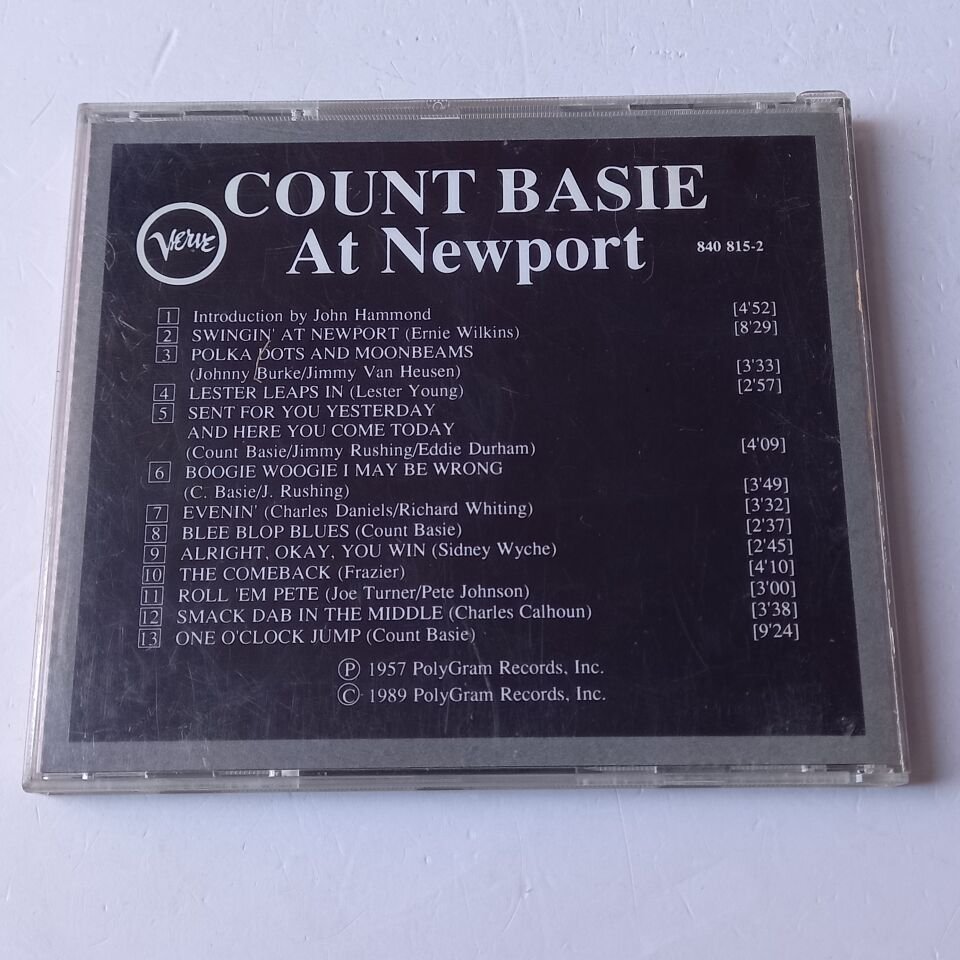 COUNT BASIE
Verve
At Newport 840 815-2
1 Introduction by John Hammond [4'52]
2 SWINGIN' AT NEWPORT (Ernie Wilkins) [8'29]
3 POLKA DOTS AND MOONBEAMS
(Johnny Burke/Jimmy Van Heusen) [3'33]
4 LESTER LEAPS IN (Lester Young) [2'57]
5 SENT FOR YOU YESTERDAY
AND HERE YOU COME TODAY
(Count Basie/Jimmy Rushing/Eddie Durham) [4'09]
6 BOOGIE WOOGIE I MAY BE WRONG
(C. Basie/J. Rushing) [3'49]
7 EVENIN' (Charles Daniels/Richard Whiting) [3'32]
8 BLEE BLOP BLUES (Count Basie) [2'37]
9 ALRIGHT, OKAY, YOU WIN (Sidney Wyche) [2'45]
10 THE COMEBACK (Frazier) [4'10]
11 ROLL 'EM PETE (Joe Turner/Pete Johnson) [3'00]
12 SMACK DAB IN THE MIDDLE (Charles Calhoun) [3'38]
13 ONE O'CLOCK JUMP (Count Basie) [9'24]
Ⓟ 1957 PolyGram Records, Inc.
© 1989 PolyGram Records, Inc.